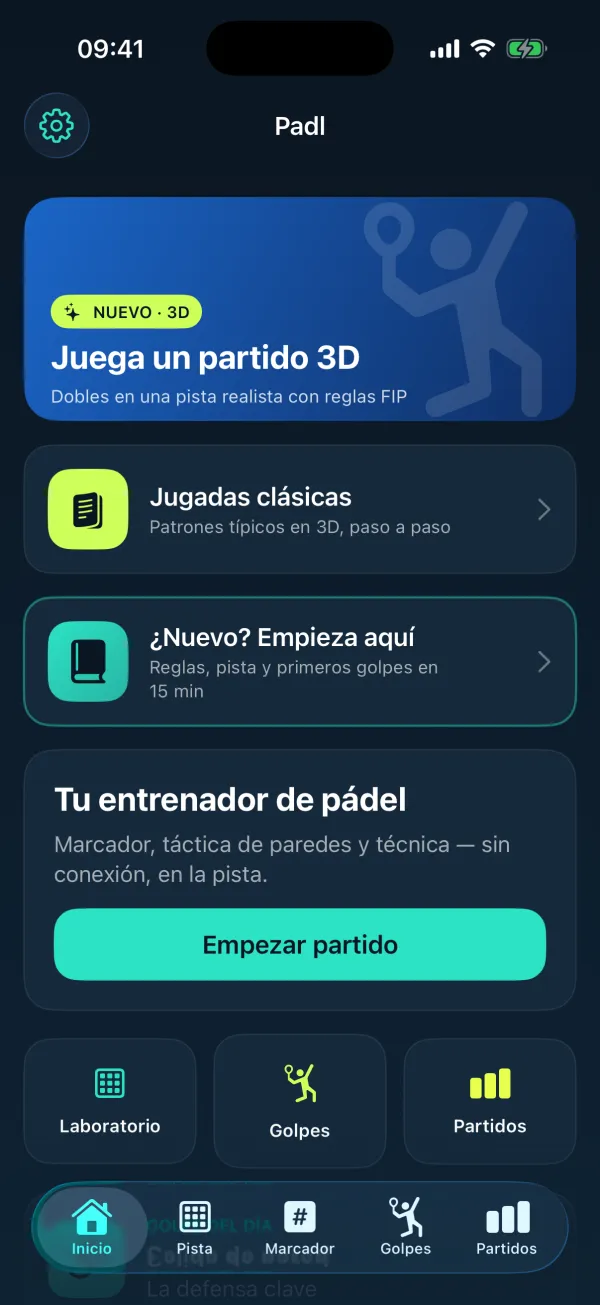 09:41
Padl
NUEVO · 3D
Juega un partido 3D
Dobles en una pista realista con reglas FIP
Jugadas clásicas
Patrones típicos en 3D, paso a paso
¿Nuevo? Empieza aquí
Reglas, pista y primeros golpes en
15 min
Tu entrenador de pádel
Marcador, táctica de paredes y técnica — sin
conexión, en la pista.
Empezar partido
Laboratorio
Golpes
Partidos
DEL DÍA
#
Inicio
Pista
Marcador
Golpes
Partidos
La defensa clave